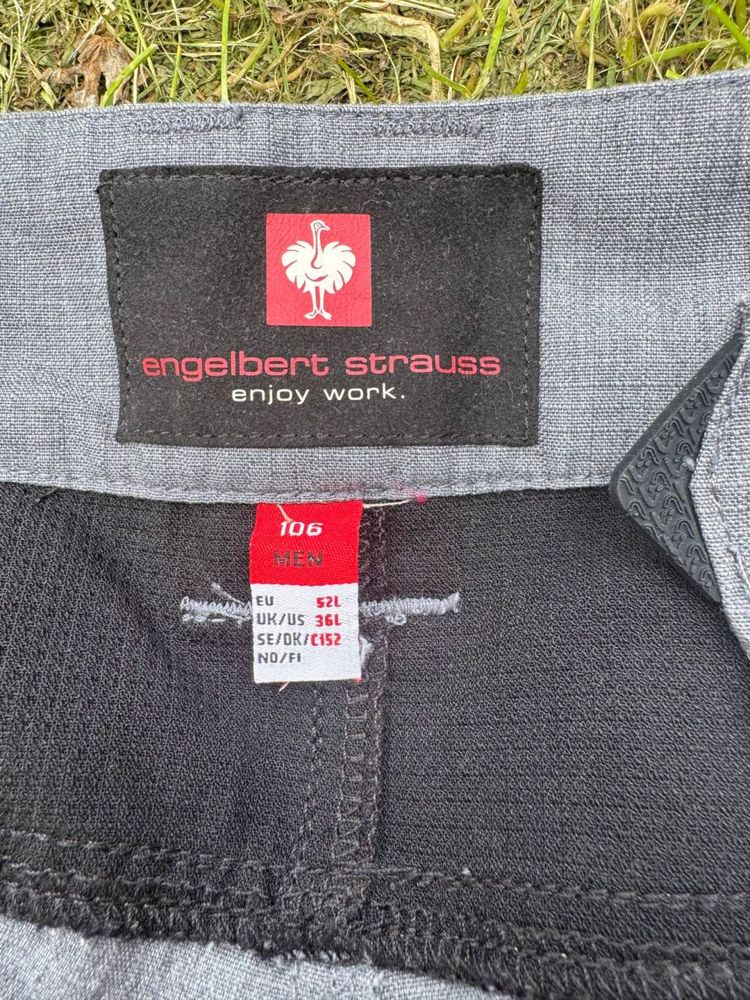 engelbert strauss
enjoy work.
106
MEN
EU 52L
UK/US 36L
SE/DK/ C152
NO/FI